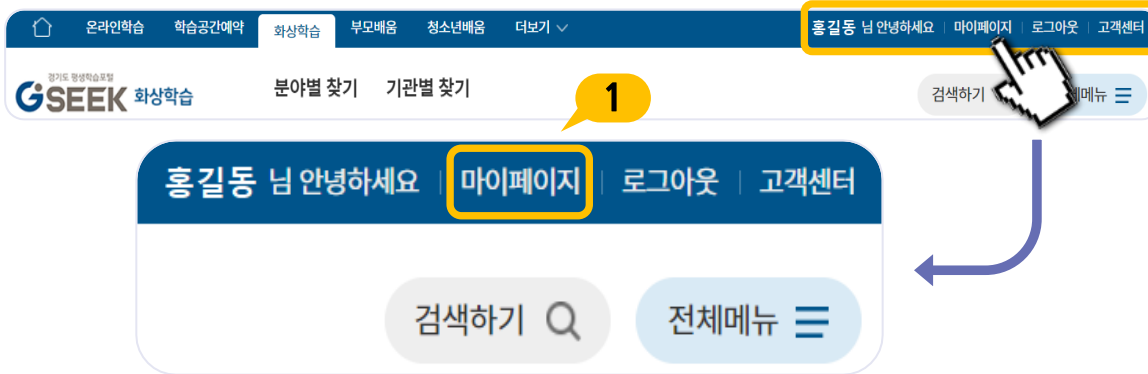 온라인학습 학습공간예약 화상학습 부모배움 청소년배움 더보기 홍길동 님 안녕하세요 마이페이지 로그아웃 고객센터
경기도 평생학습포털
GSEEK 화상학습 분야별 찾기 기관별 찾기 1 검색하기 메뉴
홍길동 님 안녕하세요 마이페이지 로그아웃 고객센터
검색하기 전체메뉴